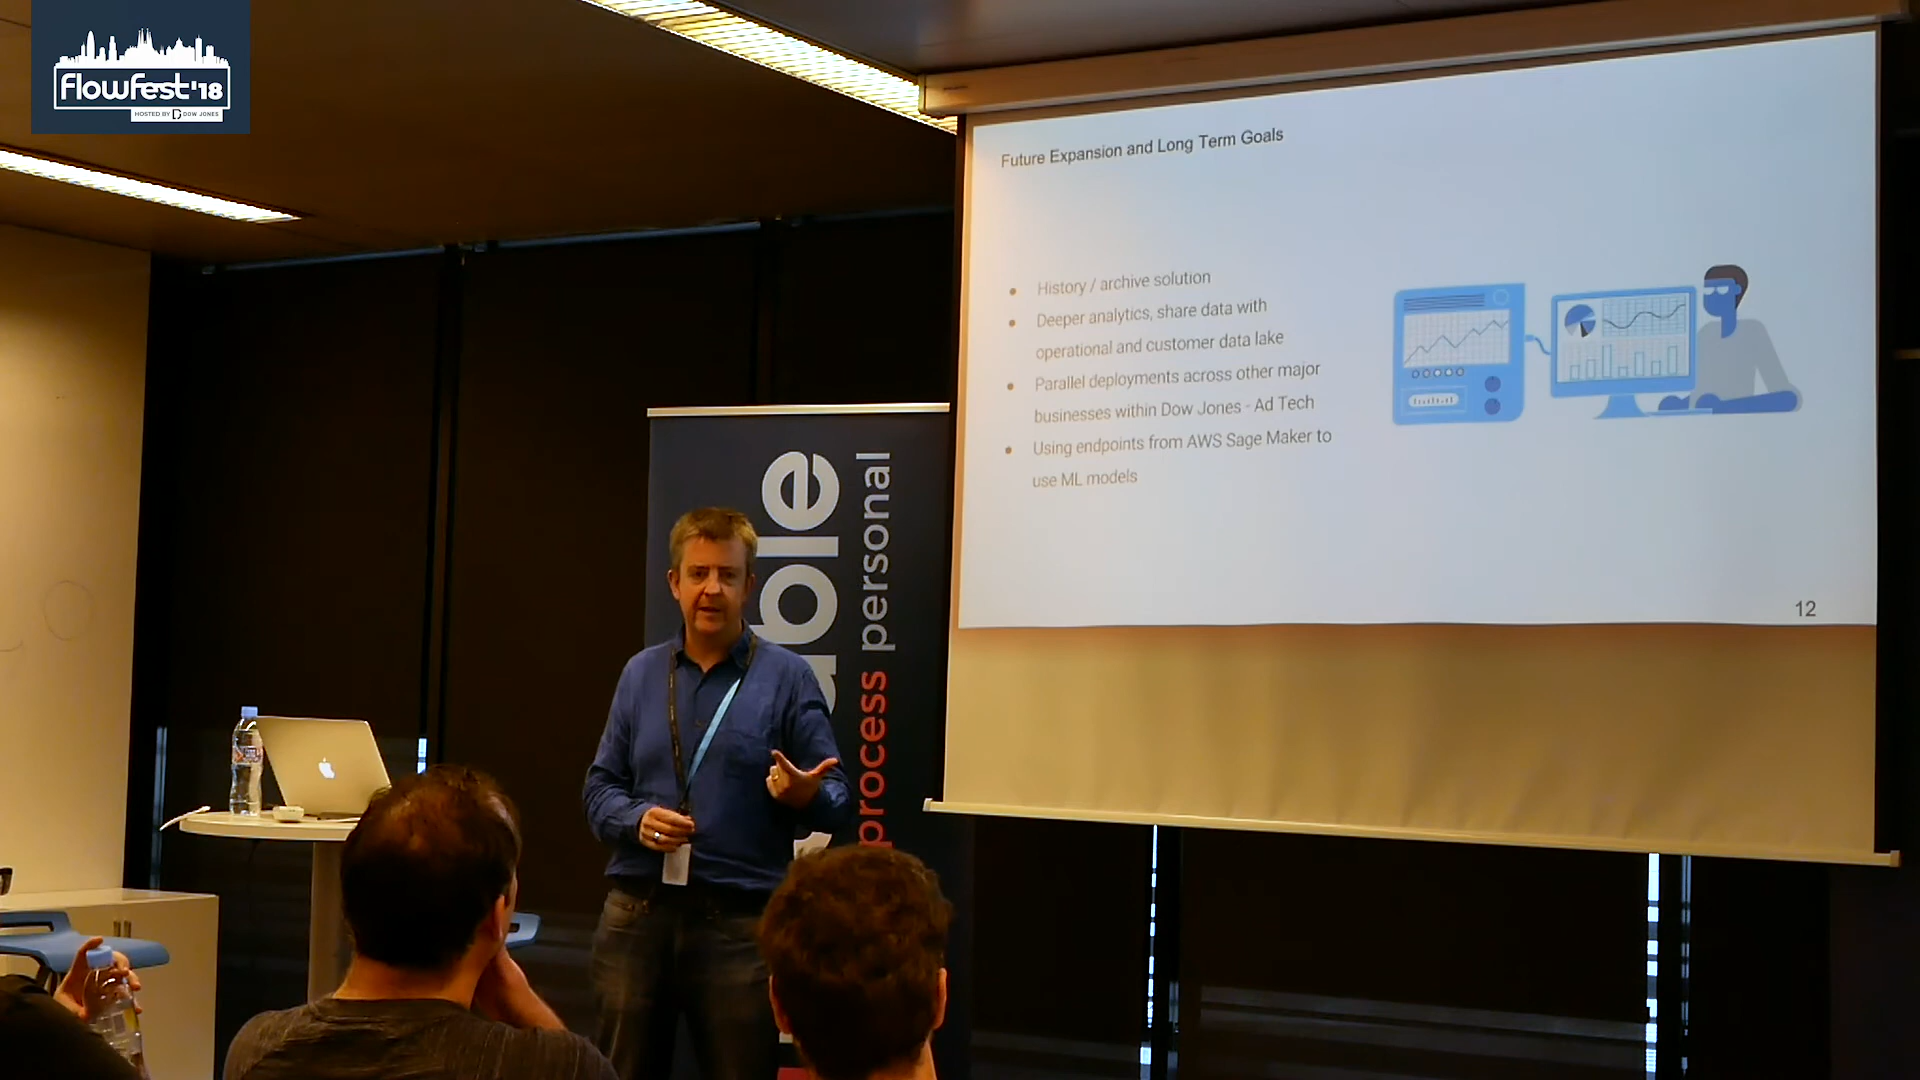 FlowFest'18
HOSTED BY DOW JONES
Future Expansion and Long Term Goals
History / archive solution
Deeper analytics, share data with
operational and customer data lake
Parallel deployments across other major
businesses within Dow Jones - Ad Tech
Using endpoints from AWS Sage Maker to
use ML models
12
process personal